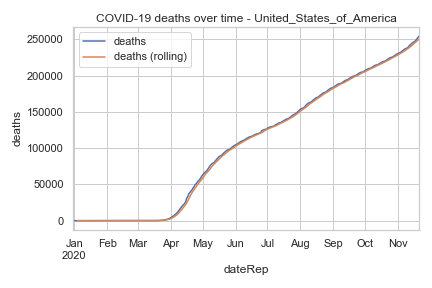 COVID-19 deaths over time - United_States_of_America
deaths
deaths (rolling)
250000
200000
150000
100000
50000
0
deaths
Jan Feb Mar Apr May Jun Jul Aug Sep Oct Nov
2020
dateRep